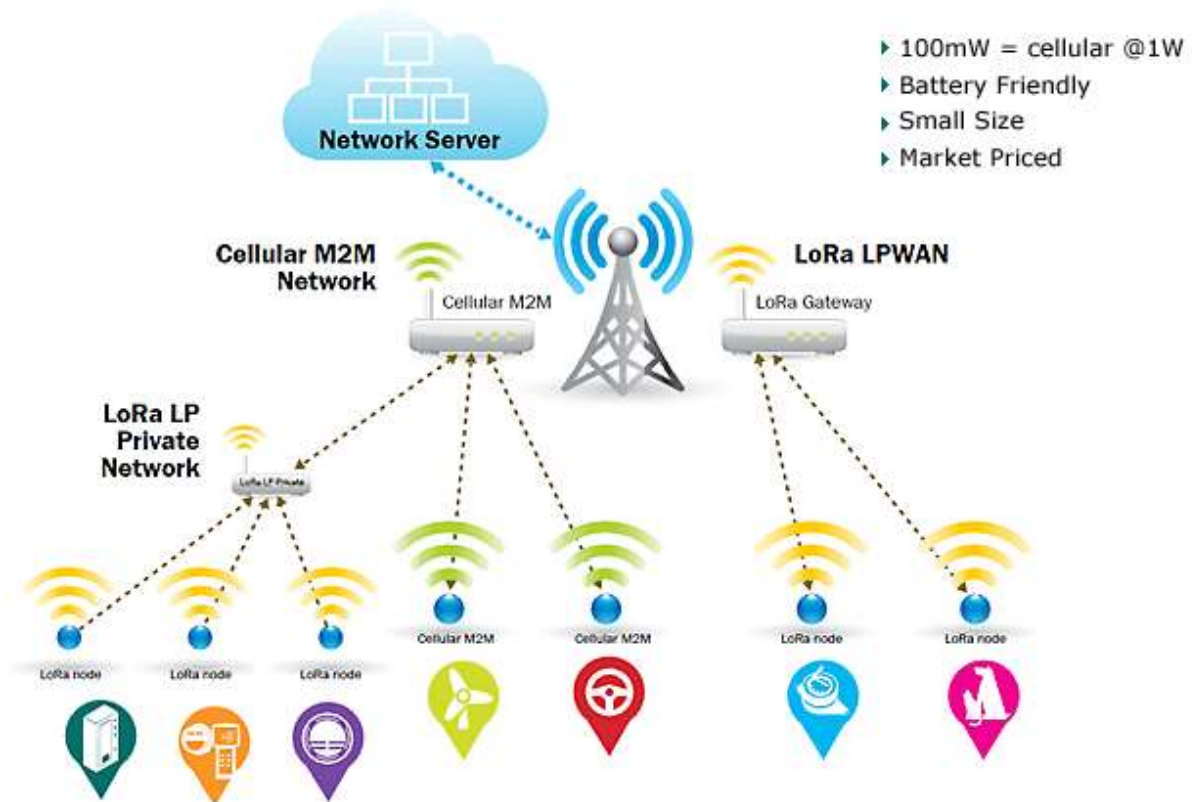 100mW = cellular @1W
Battery Friendly
Small Size
Market Priced
Network Server
Cellular M2M
Network
Cellular M2M
LoRa LPWAN
LoRa Gateway
LoRa LP
Private
Network
LoRa LP Private
Cellular M2M
Cellular M2M
LoRa node
LoRa node
LoRa node
LoRa node
LoRa node